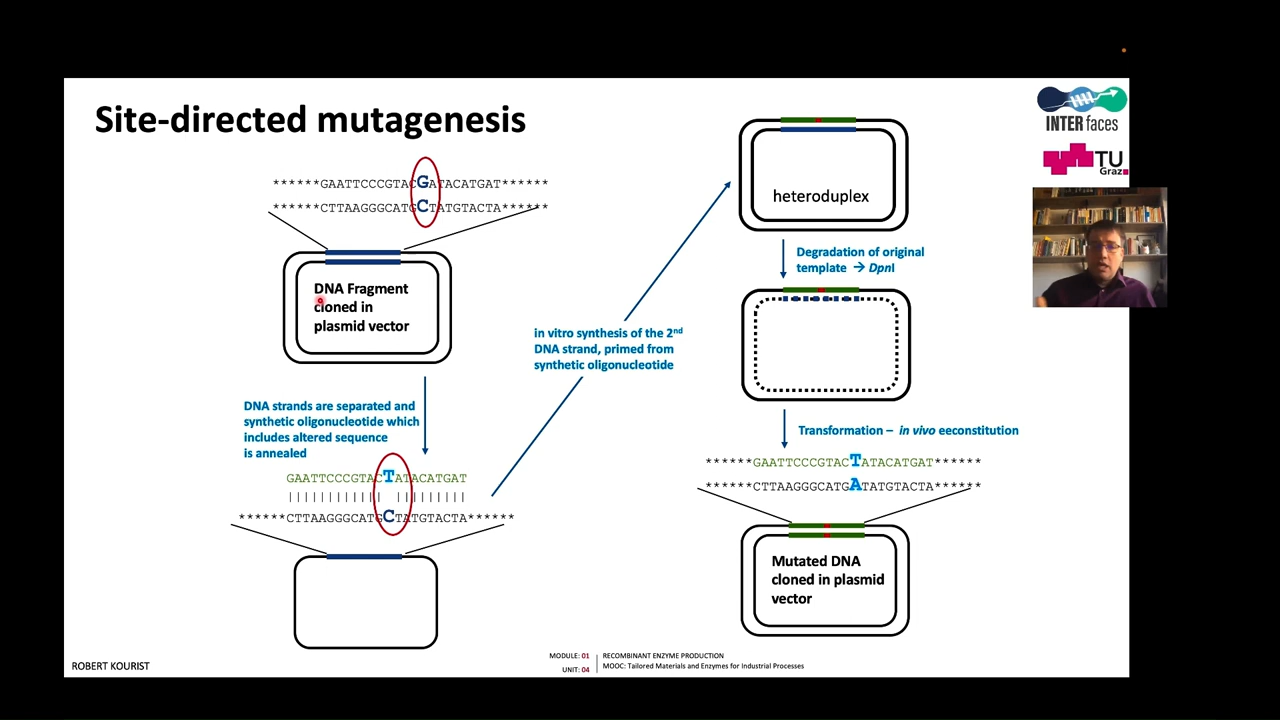 Site-directed mutagenesis
******GAATTCCCGTACGATACATGAT******
******CTTAAGGGCATGCTATGTACTA******
DNA Fragment
cloned in
plasmid vector
DNA strands are separated and
synthetic oligonucleotide which
includes altered sequence
is annealed
GAATTCCCGTACTATACATGAT
******CTTAAGGGCATGCTATGTACTA******
in vitro synthesis of the 2nd
DNA strand, primed from
synthetic oligonucleotide
heteroduplex
Degradation of original
template → DpnI
Transformation – in vivo eeconstitution
******GAATTCCCGTACTATACATGAT******
******CTTAAGGGCATGATATGTACTA******
Mutated DNA
cloned in plasmid
vector
INTERfaces
TU
Graz
ROBERT KOURIST
MODULE: 01
UNIT: 04
RECOMBINANT ENZYME PRODUCTION
MOOC: Tailored Materials and Enzymes for Industrial Processes